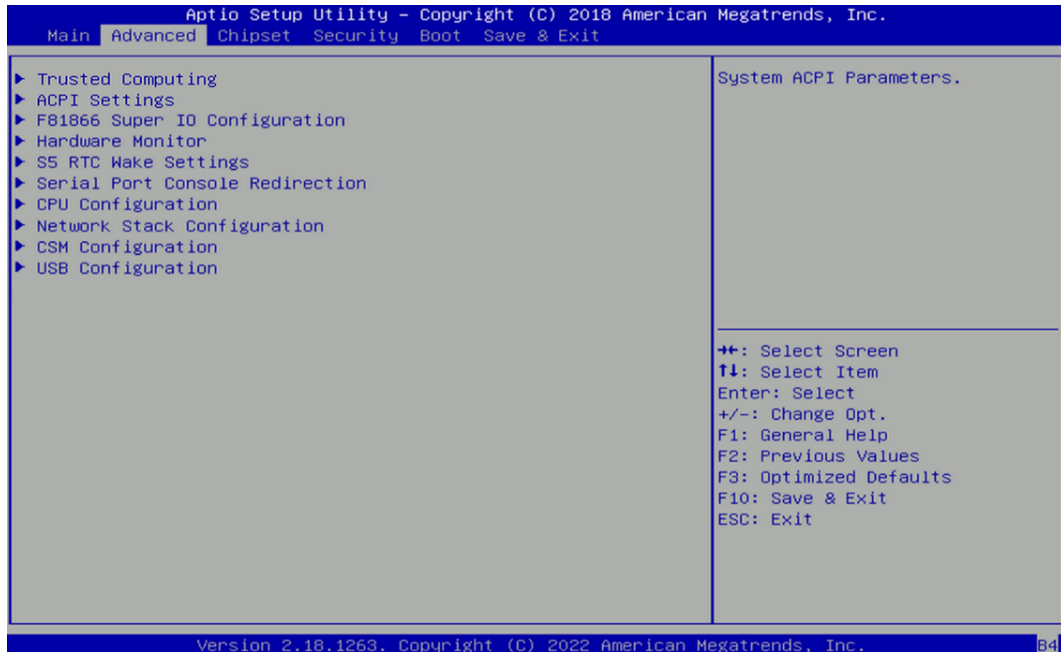 Aptio Setup Utility – Copyright (C) 2018 American Megatrends, Inc.
Main Advanced Chipset Security Boot Save & Exit
▶ Trusted Computing
▶ ACPI Settings
▶ F81866 Super IO Configuration
▶ Hardware Monitor
▶ S5 RTC Wake Settings
▶ Serial Port Console Redirection
▶ CPU Configuration
▶ Network Stack Configuration
▶ CSM Configuration
▶ USB Configuration
System ACPI Parameters.
→←: Select Screen
↑↓: Select Item
Enter: Select
+/-: Change Opt.
F1: General Help
F2: Previous Values
F3: Optimized Defaults
F10: Save & Exit
ESC: Exit
Version 2.18.1263. Copyright (C) 2022 American Megatrends, Inc.
B4